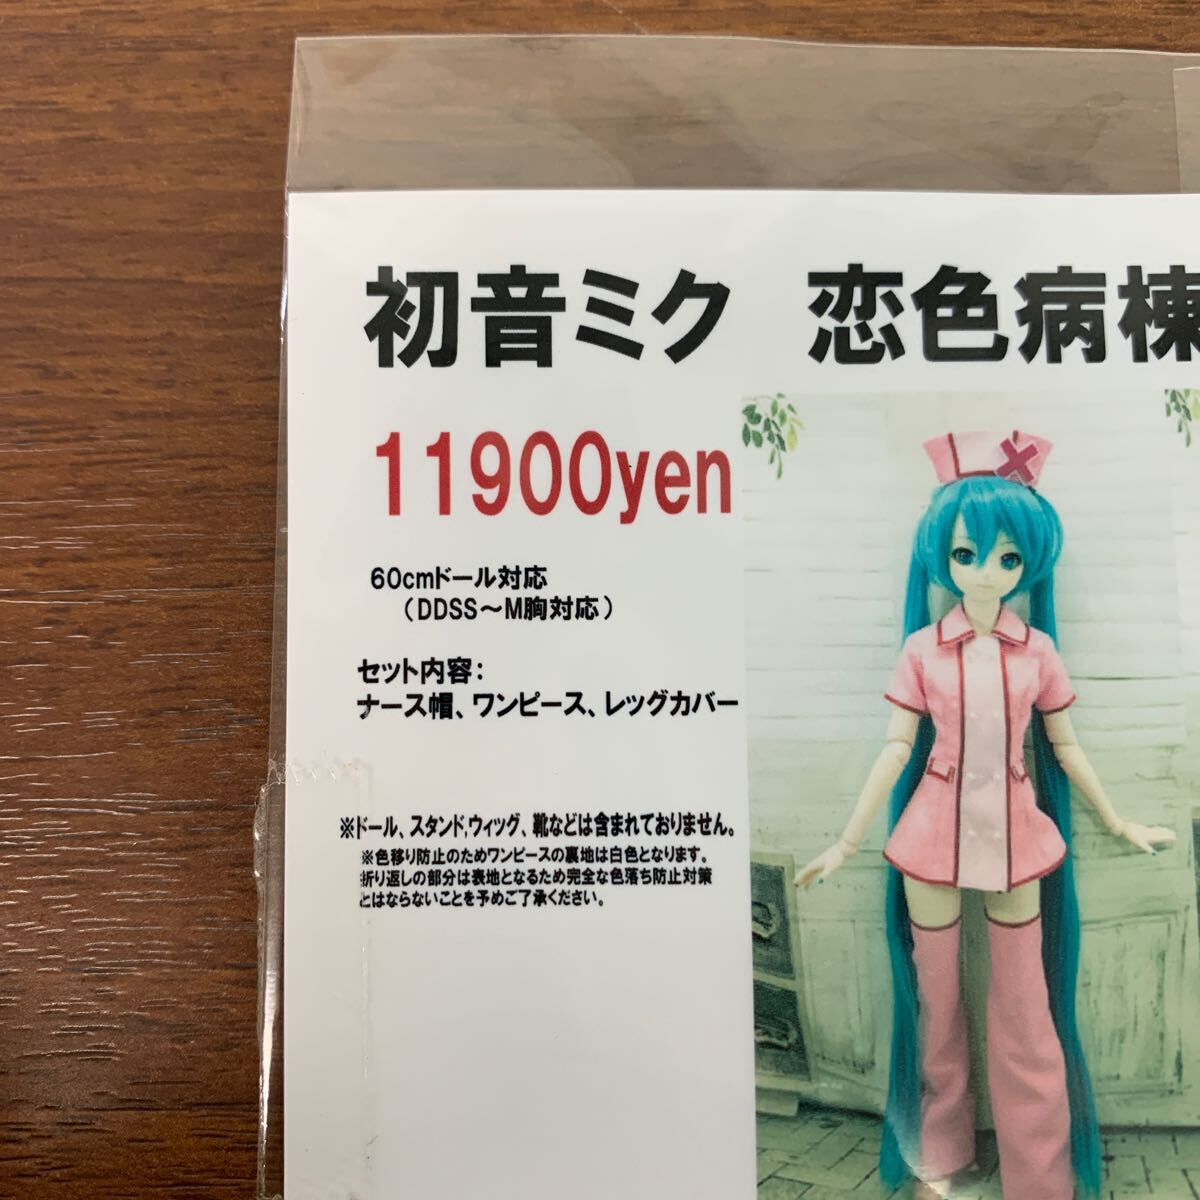 初音ミク 恋色病棟
11900yen
60cmドール対応
（DDSS～M胸対応）
セット内容：
ナース帽、ワンピース、レッグカバー
※ドール、スタンド,ウィッグ、靴などは含まれておりません。
※色移り防止のためワンピースの裏地は白色となります。
折り返しの部分は表地となるため完全な色落ち防止対策
とはならないことを予めご了承ください。